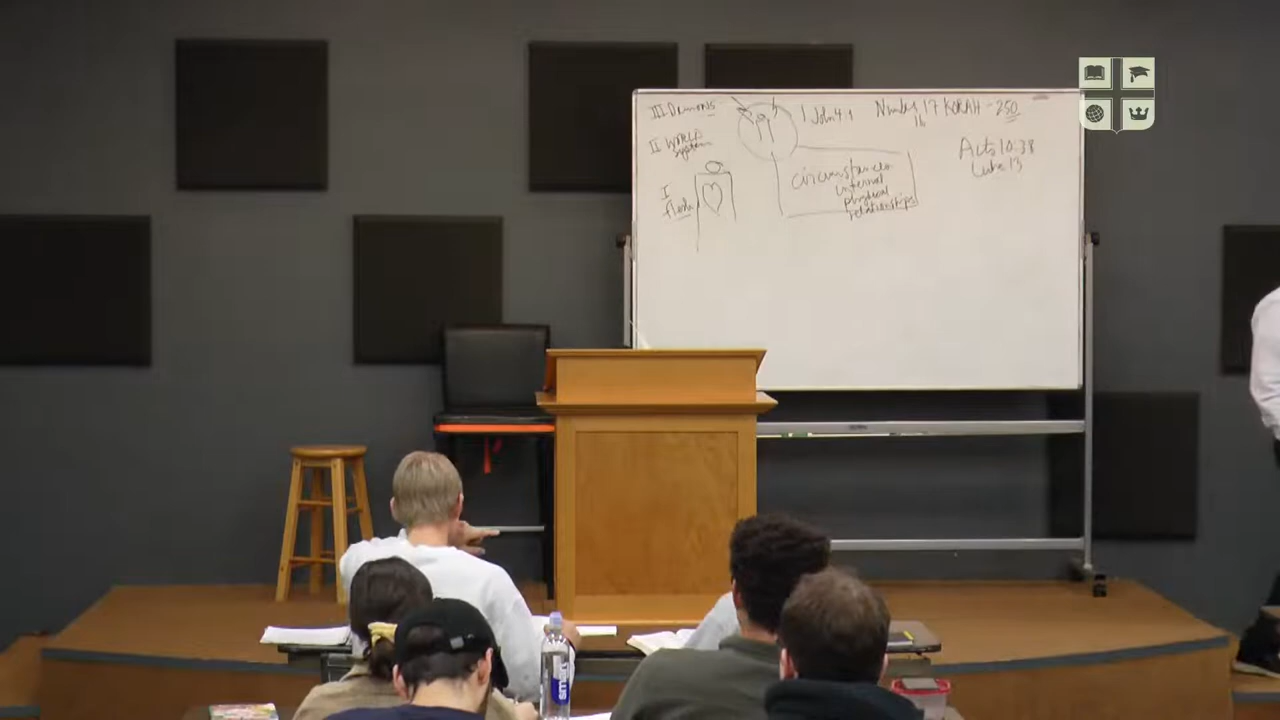 III Demons
1 John 4:1
Numbers 17 KORAH - 250
16
II WORLD
System
Acts 10:38
Luke 13
circumstances
internal
physical
relationships
I
flesh